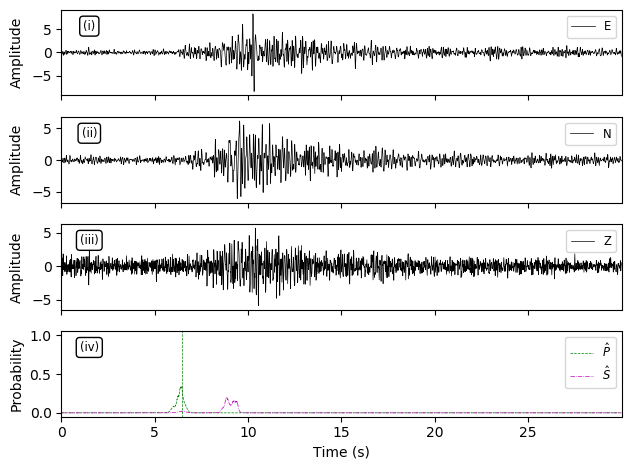 (i)
E
Amplitude
5
0
−5
(ii)
N
Amplitude
5
0
−5
(iii)
Z
Amplitude
5
0
−5
(iv)
P̂
Ŝ
Probability
1.0
0.5
0.0
0 5 10 15 20 25
Time (s)